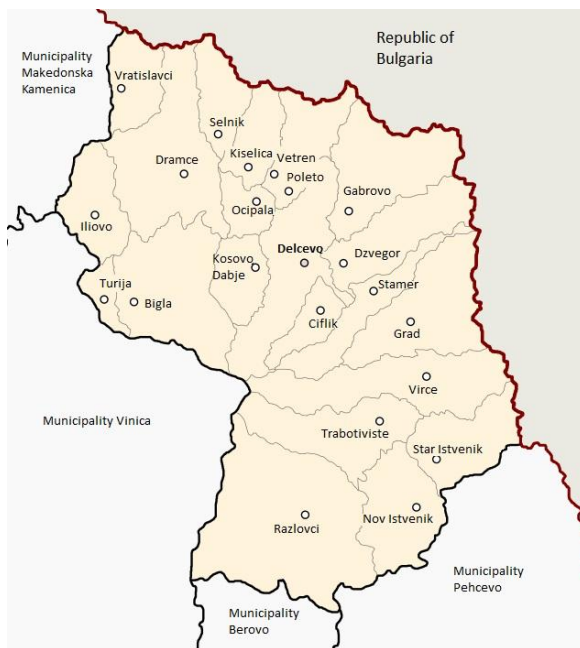 Republic of
Bulgaria
Municipality
Makedonska
Kamenica
Vratislavci
Selnik
Kiselica
Vetren
Dramce
Poleto
Gabrovo
Ocipala
Iliovo
Delcevo
Kosovo
Dabje
Dzvegor
Turija
Stamer
Bigla
Ciflik
Grad
Virce
Municipality Vinica
Trabotiviste
Star Istvenik
Razlovci
Nov Istvenik
Municipality
Pehcevo
Municipality
Berovo